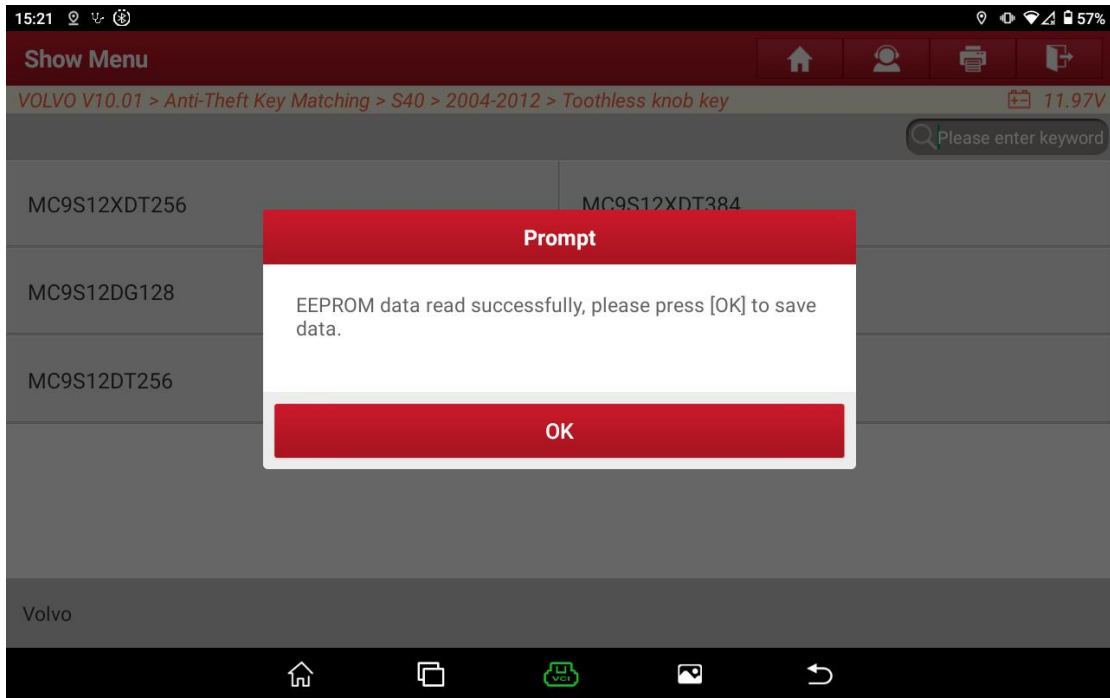 15:21
57%
Show Menu
VOLVO V10.01 > Anti-Theft Key Matching > S40 > 2004-2012 > Toothless knob key
11.97V
Please enter keyword
MC9S12XDT256
MC9S12XDT384
Prompt
MC9S12DG128
EEPROM data read successfully, please press [OK] to save
data.
MC9S12DT256
OK
Volvo
VCI